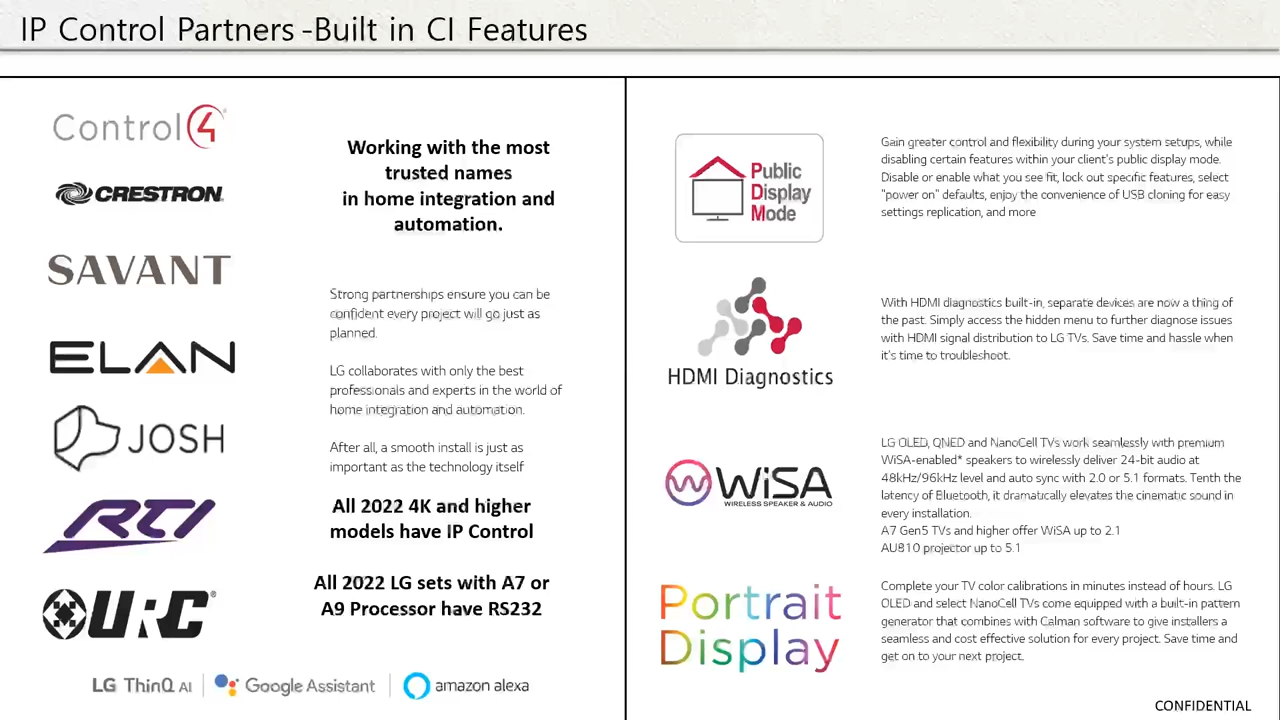 IP Control Partners -Built in CI Features
Control4®
CRESTRON
SAVANT
ELAN
JOSH
RTI
URC®
Working with the most
trusted names
in home integration and
automation.
Strong partnerships ensure you can be
confident every project will go just as
planned.
LG collaborates with only the best
professionals and experts in the world of
home integration and automation.
After all, a smooth install is just as
important as the technology itself
All 2022 4K and higher
models have IP Control
All 2022 LG sets with A7 or
A9 Processor have RS232
LG ThinQ AI | Google Assistant | amazon alexa
Public
Display
Mode
Gain greater control and flexibility during your system setups, while
disabling certain features within your client's public display mode.
Disable or enable what you see fit, lock out specific features, select
"power on" defaults, enjoy the convenience of USB cloning for easy
settings replication, and more
HDMI Diagnostics
With HDMI diagnostics built-in, separate devices are now a thing of
the past. Simply access the hidden menu to further diagnose issues
with HDMI signal distribution to LG TVs. Save time and hassle when
it's time to troubleshoot.
WiSA
WIRELESS SPEAKER & AUDIO
LG OLED, QNED and NanoCell TVs work seamlessly with premium
WiSA-enabled* speakers to wirelessly deliver 24-bit audio at
48kHz/96kHz level and auto sync with 2.0 or 5.1 formats. Tenth the
latency of Bluetooth, it dramatically elevates the cinematic sound in
every installation.
A7 Gen5 TVs and higher offer WiSA up to 2.1
AU810 projector up to 5.1
Portrait
Display
Complete your TV color calibrations in minutes instead of hours. LG
OLED and select NanoCell TVs come equipped with a built-in pattern
generator that combines with Calman software to give installers a
seamless and cost effective solution for every project. Save time and
get on to your next project.
CONFIDENTIAL